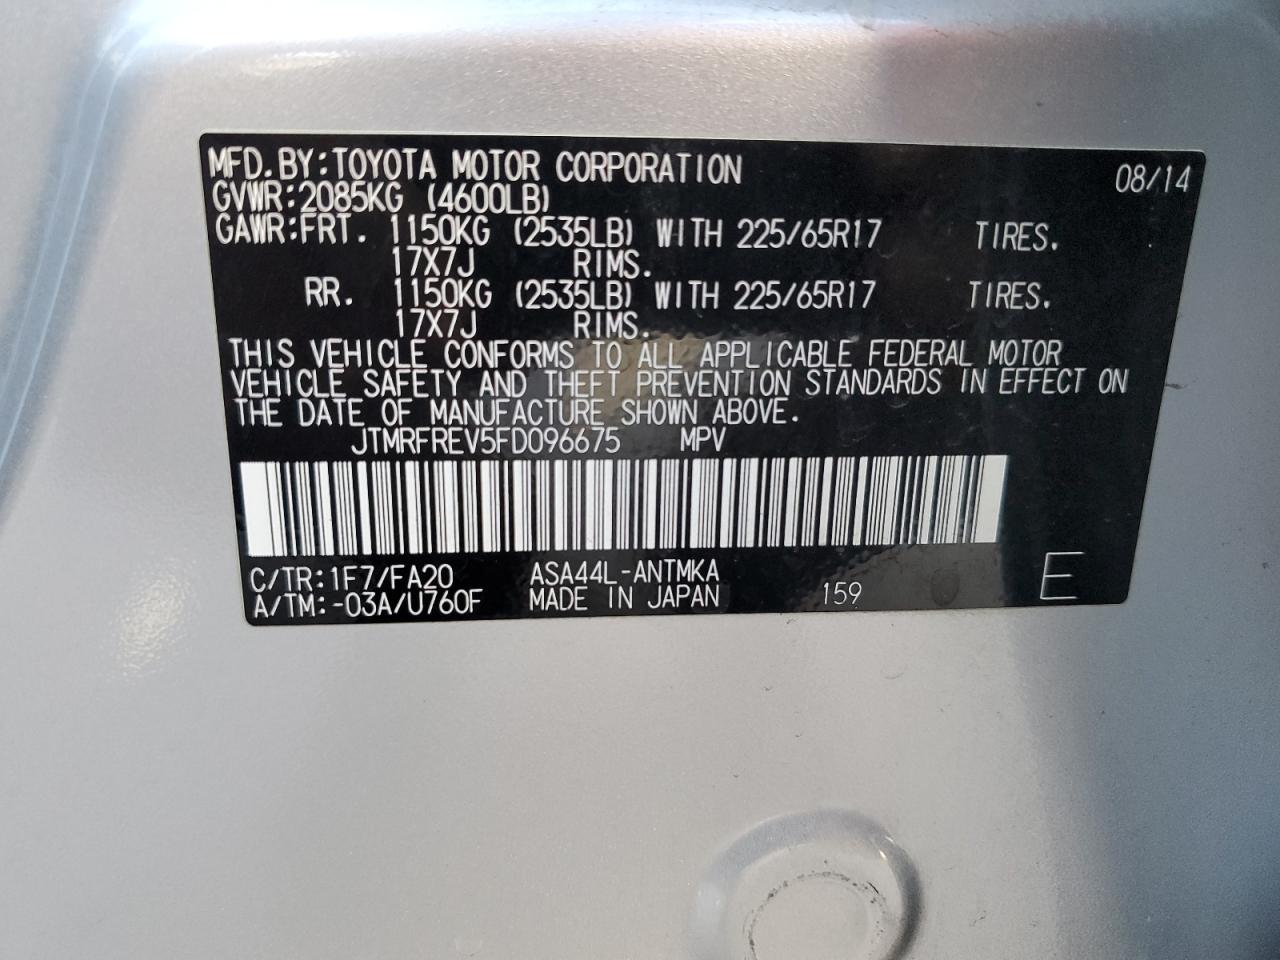 MFD.BY:TOYOTA MOTOR CORPORATION 08/14
GVWR:2085KG (4600LB)
GAWR:FRT. 1150KG (2535LB) WITH 225/65R17 TIRES.
17X7J RIMS.
RR. 1150KG (2535LB) WITH 225/65R17 TIRES.
17X7J RIMS.
THIS VEHICLE CONFORMS TO ALL APPLICABLE FEDERAL MOTOR
VEHICLE SAFETY AND THEFT PREVENTION STANDARDS IN EFFECT ON
THE DATE OF MANUFACTURE SHOWN ABOVE.
JTMRFREV5FD096675 MPV
C/TR:1F7/FA20 ASA44L-ANTMKA
A/TM:-03A/U760F MADE IN JAPAN 159 E